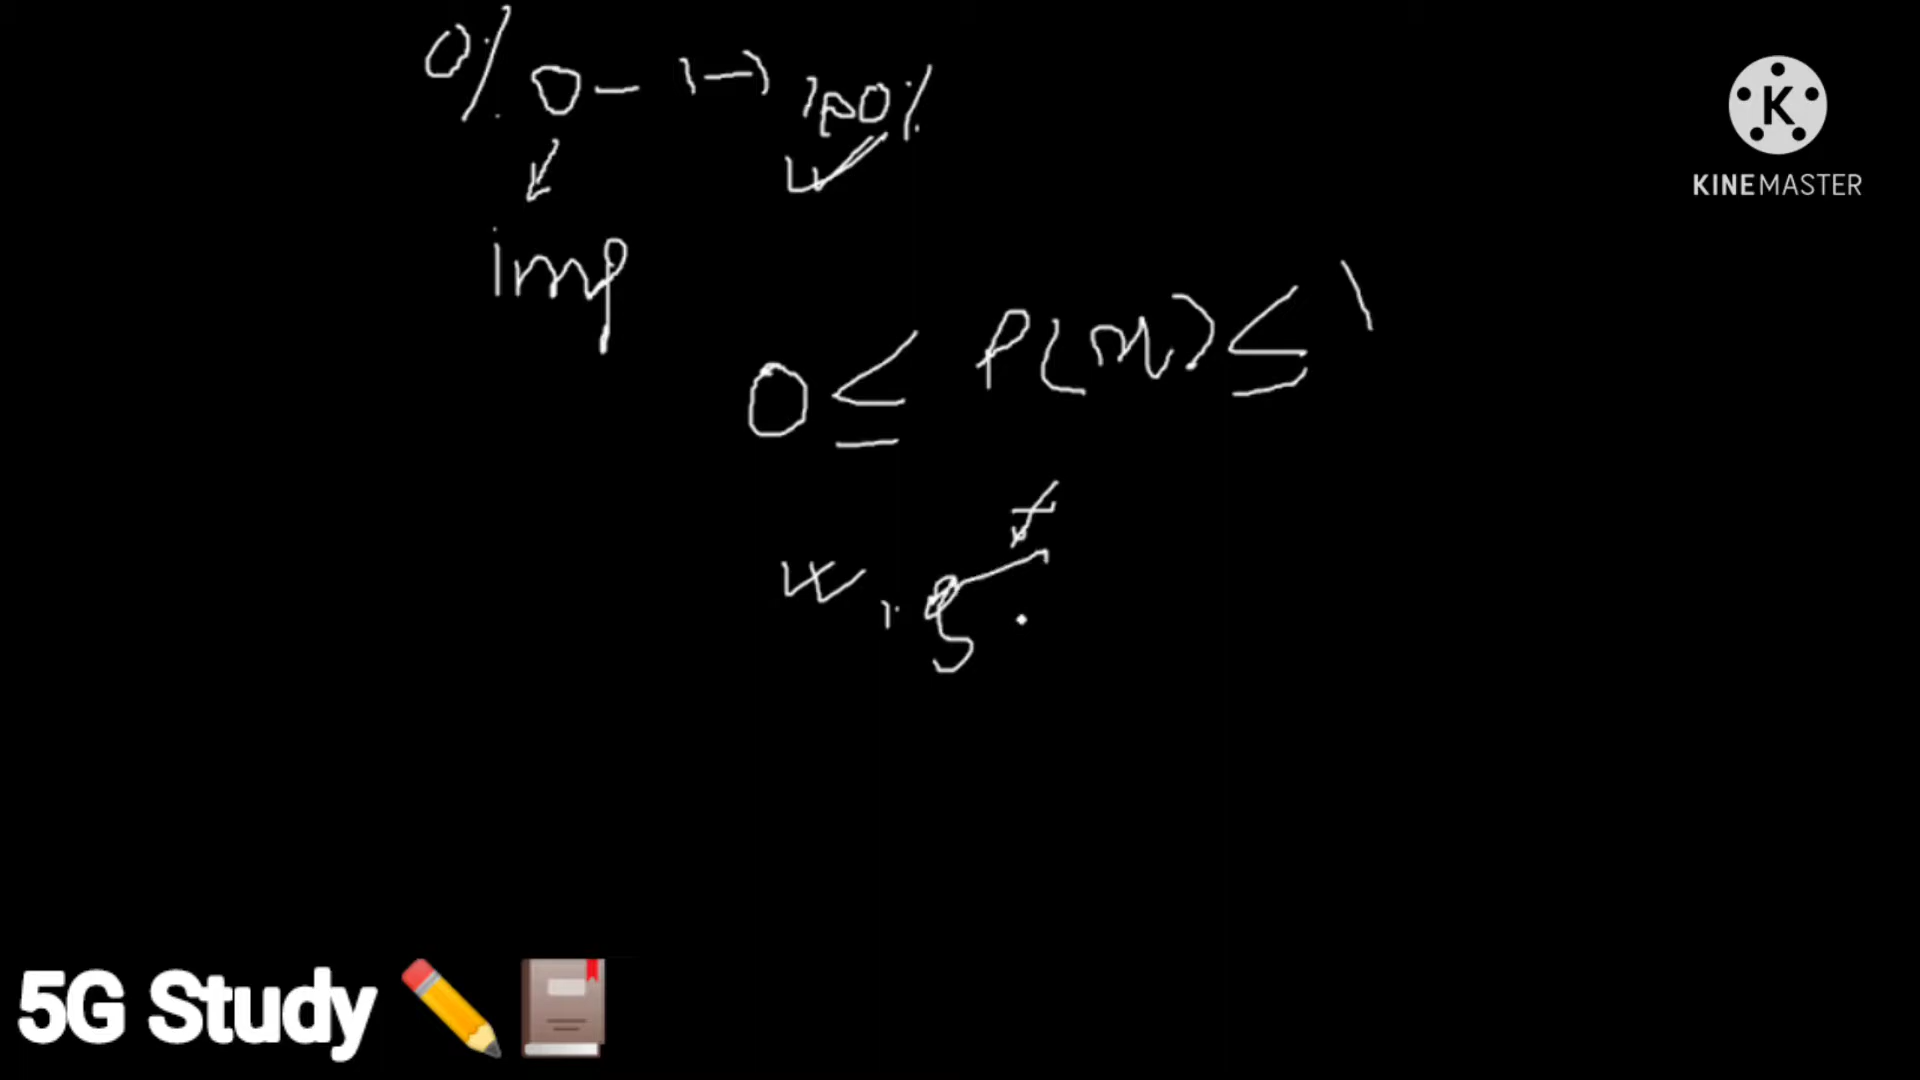 0% 0 - 1 → 100%
imp
0 ≤ P(x) ≤ 1
KINEMASTER
5G Study